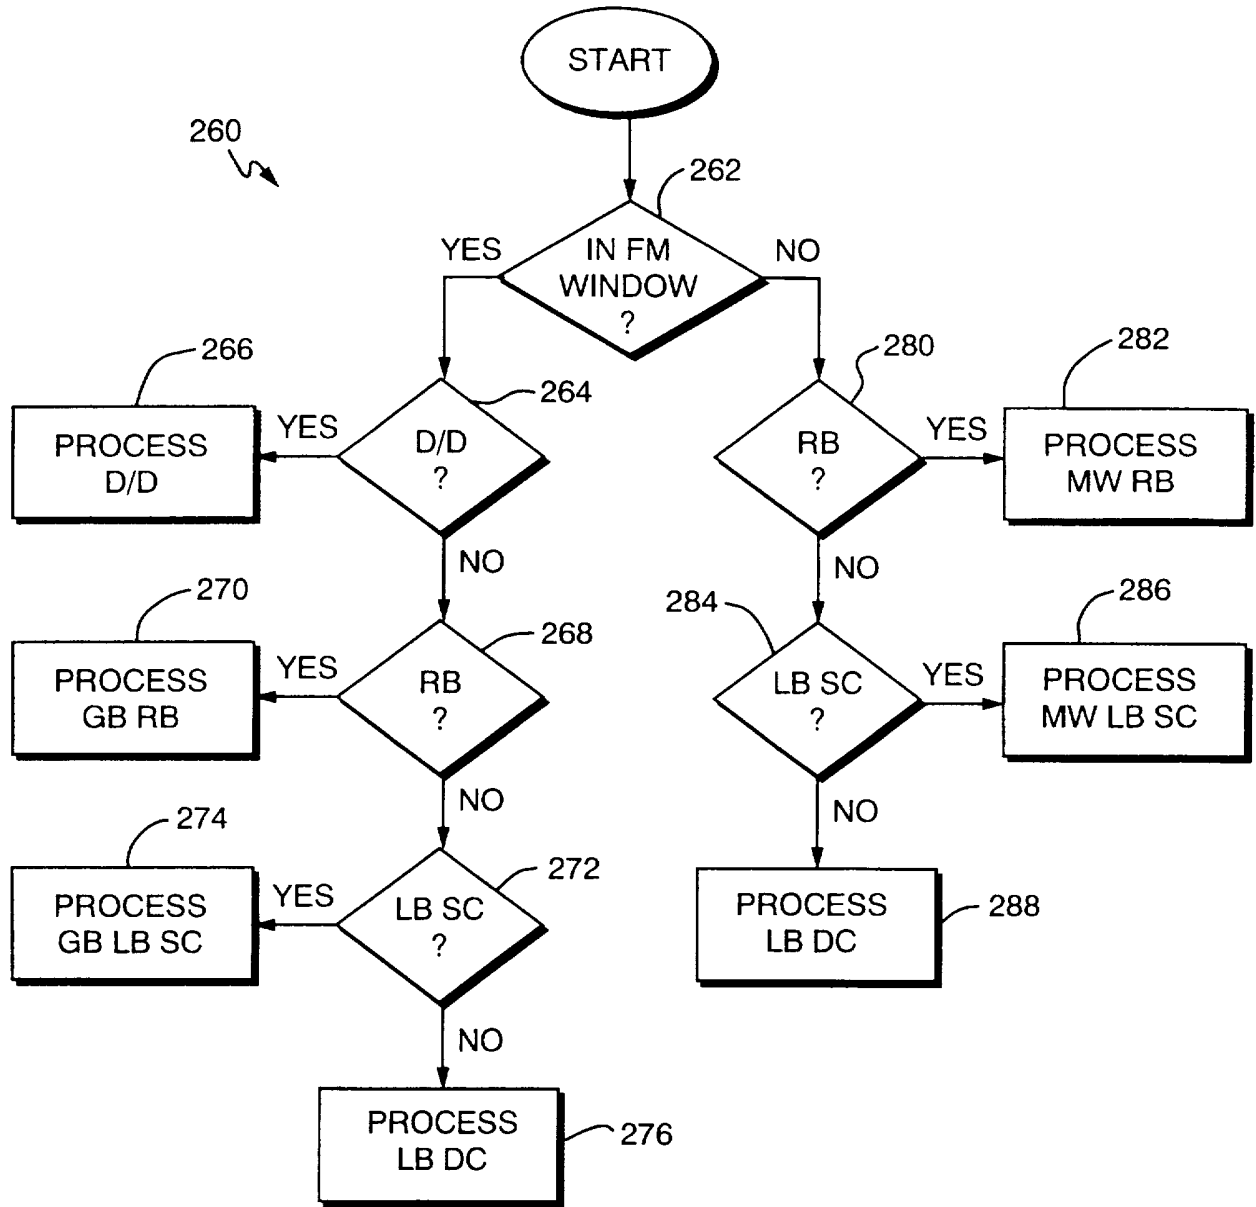 START
260
262
YES
IN FM
WINDOW
?
NO
266
264
280
282
PROCESS
D/D
YES
D/D
?
RB
?
YES
PROCESS
MW RB
NO
NO
270
268
284
286
PROCESS
GB RB
YES
RB
?
LB SC
?
YES
PROCESS
MW LB SC
NO
NO
274
272
PROCESS
GB LB SC
YES
LB SC
?
PROCESS
LB DC
288
NO
PROCESS
LB DC
276